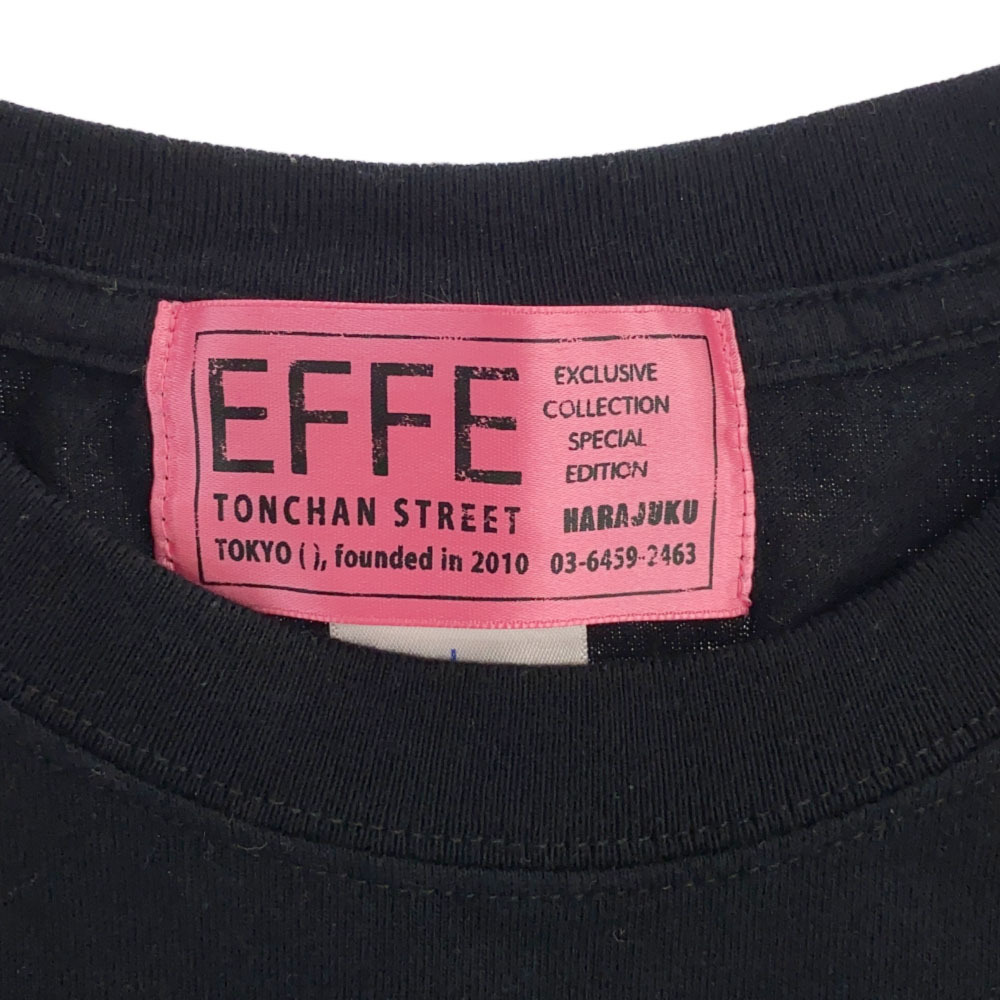 EFFE
EXCLUSIVE
COLLECTION
SPECIAL
EDITION
TONCHAN STREET HARAJUKU
TOKYO ( ), founded in 2010 03-6459-2463